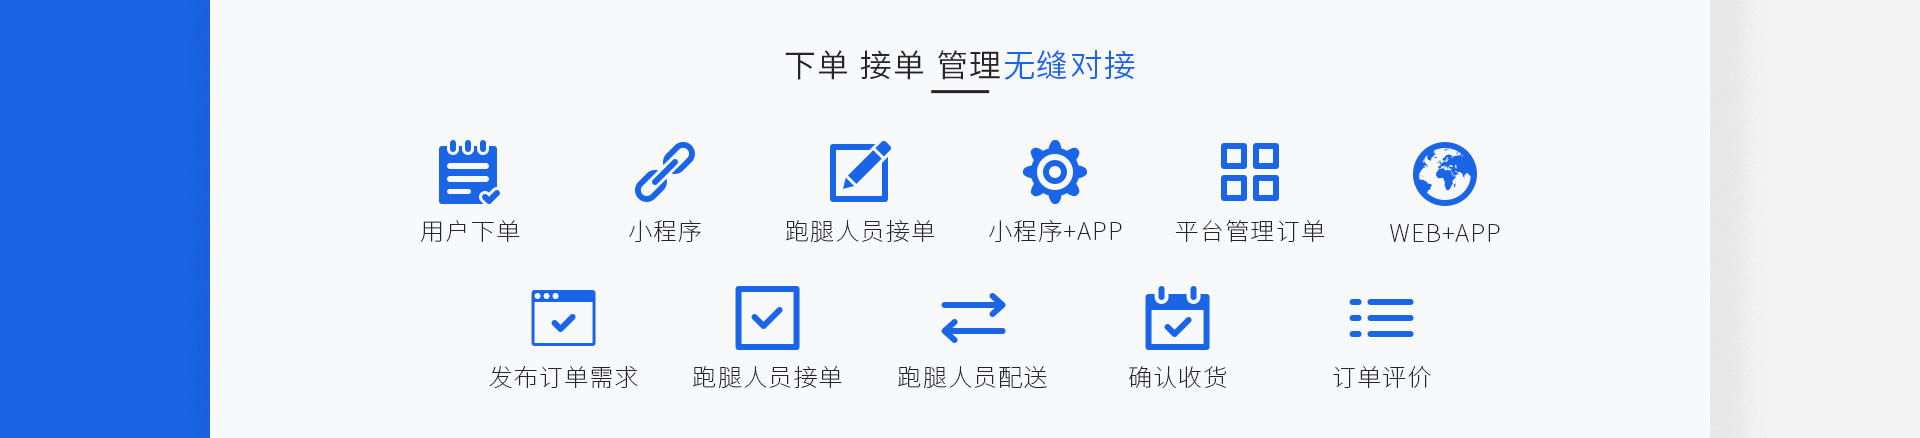 下单 接单 管理无缝对接
用户下单
小程序
跑腿人员接单
小程序+APP
平台管理订单
WEB+APP
发布订单需求
跑腿人员接单
跑腿人员配送
确认收货
订单评价